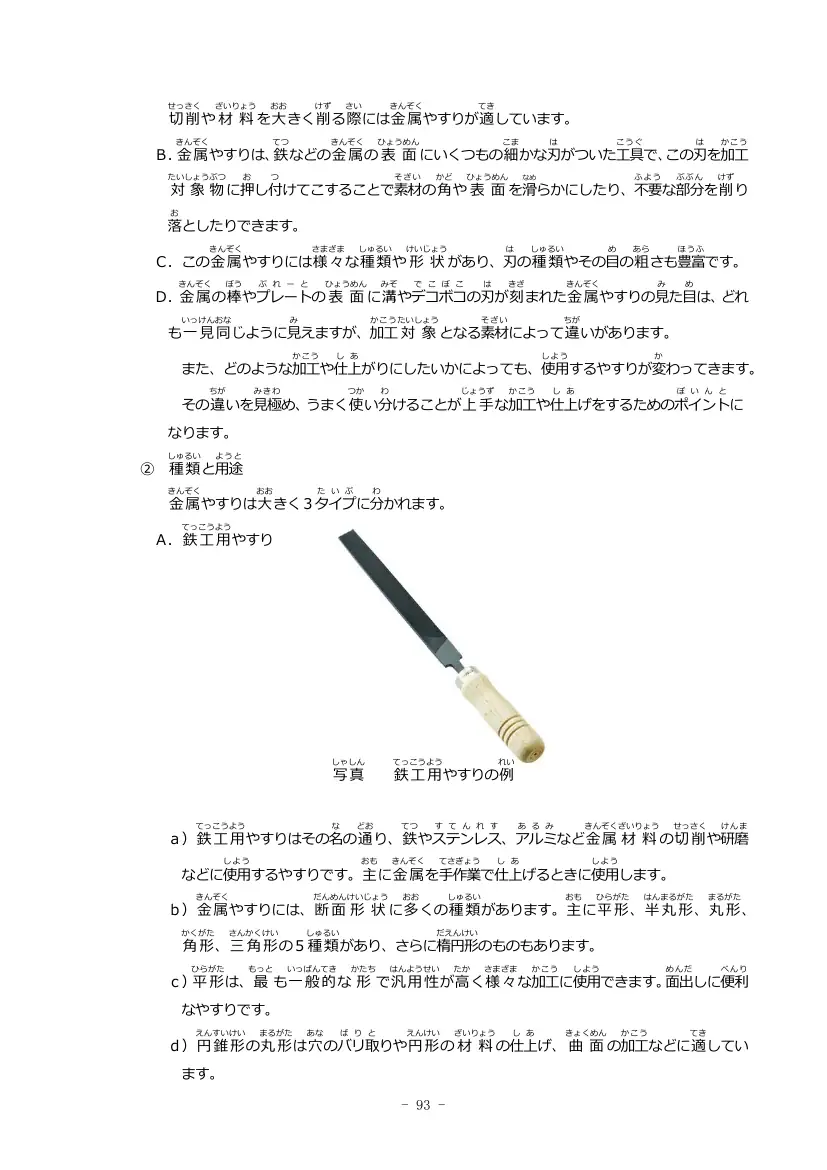 切削や材料を大きく削る際には金属やすりが適しています。
B. 金属やすりは、鉄などの金属の表面にいくつもの細かな刃がついた工具で、この刃を加工
対象物に押し付けてこすることで素材の角や表面を滑らかにしたり、不要な部分を削り
落としたりできます。
C. この金属やすりには様々な種類や形状があり、刃の種類やその目の粗さも豊富です。
D. 金属の棒やプレートの表面に溝やデコボコの刃が刻まれた金属やすりの見た目は、どれ
も一見同じように見えますが、加工対象となる素材によって違いがあります。
また、どのような加工や仕上がりにしたいかによっても、使用するやすりが変わってきます。
その違いを見極め、うまく使い分けることが上手な加工や仕上げをするためのポイントに
なります。
② 種類と用途
金属やすりは大きく3タイプに分かれます。
A. 鉄工用やすり
写真 鉄工用やすりの例
a) 鉄工用やすりはその名の通り、鉄やステンレス、アルミなど金属材料の切削や研磨
などに使用するやすりです。主に金属を手作業で仕上げるときに使用します。
b) 金属やすりには、断面形状に多くの種類があります。主に平形、半丸形、丸形、
角形、三角形の5種類があり、さらに楕円形のものもあります。
c) 平形は、最も一般的な形で汎用性が高く様々な加工に使用できます。面出しに便利
なやすりです。
d) 円錐形の丸形は穴のバリ取りや円形の材料の仕上げ、曲面の加工などに適してい
ます。
- 93 -